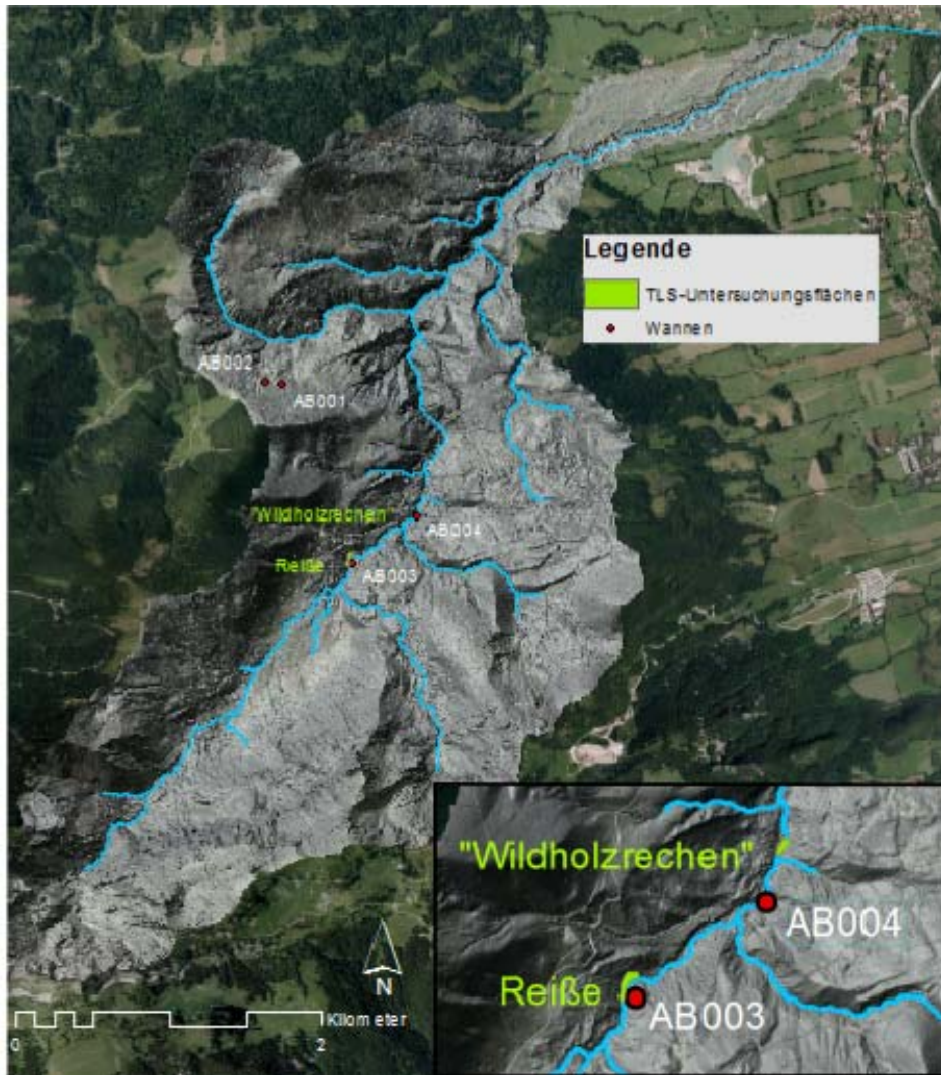 Legende
TLS-Untersuchungsflächen
Wannen
AB002
AB001
"Wildholzrechen"
AB004
Reiße
AB003
"Wildholzrechen"
AB004
Reiße
AB003
N
Kilometer
0
2